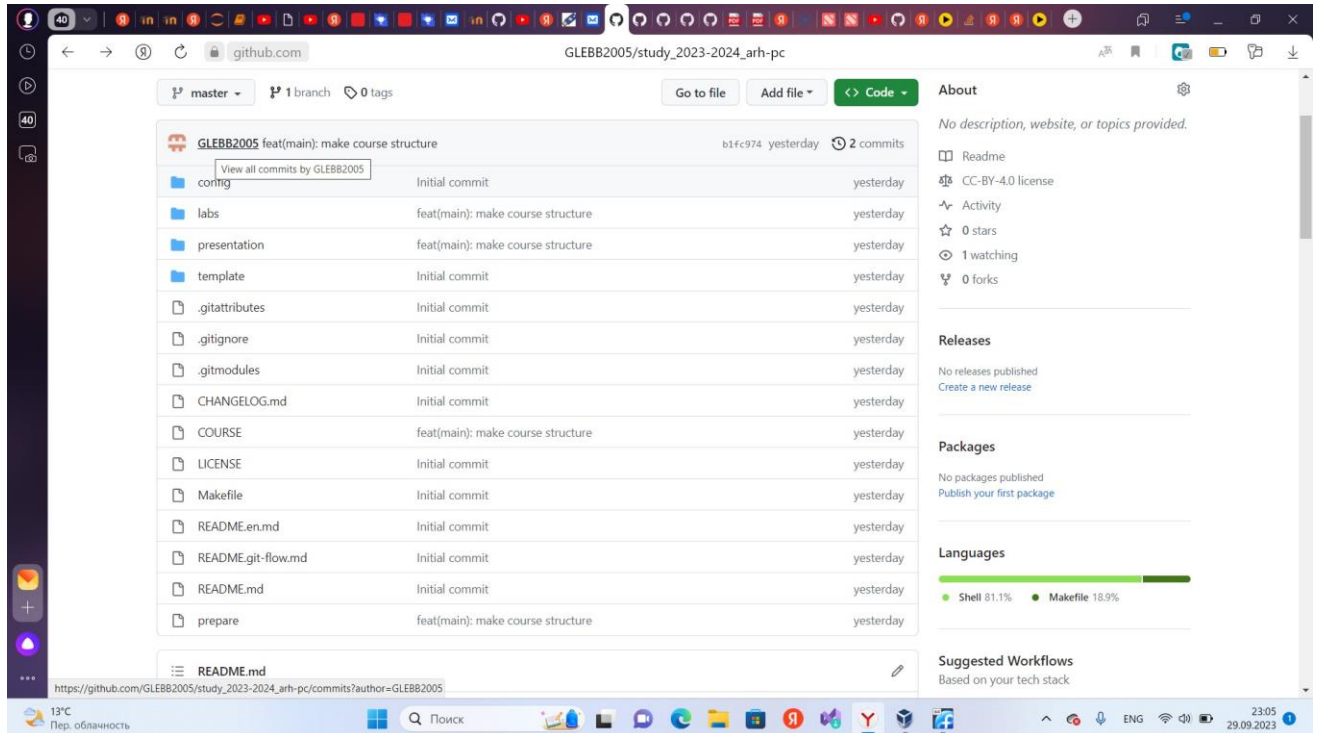 40
github.com
GLEBB2005/study_2023-2024_arh-pc
40
master
1 branch
0 tags
Go to file
Add file
<> Code
GLEBB2005 feat(main): make course structure
b1fc974 yesterday
2 commits
View all commits by GLEBB2005
config Initial commit yesterday
labs feat(main): make course structure yesterday
presentation feat(main): make course structure yesterday
template Initial commit yesterday
.gitattributes Initial commit yesterday
.gitignore Initial commit yesterday
.gitmodules Initial commit yesterday
CHANGELOG.md Initial commit yesterday
COURSE feat(main): make course structure yesterday
LICENSE Initial commit yesterday
Makefile Initial commit yesterday
README.en.md Initial commit yesterday
README.git-flow.md Initial commit yesterday
README.md Initial commit yesterday
prepare feat(main): make course structure yesterday
README.md
About
No description, website, or topics provided.
Readme
CC-BY-4.0 license
Activity
0 stars
1 watching
0 forks
Releases
No releases published
Create a new release
Packages
No packages published
Publish your first package
Languages
Shell 81.1% Makefile 18.9%
Suggested Workflows
Based on your tech stack
https://github.com/GLEBB2005/study_2023-2024_arh-pc/commits?author=GLEBB2005
13°C
Пер. облачность
Поиск
ENG
23:05
29.09.2023
1